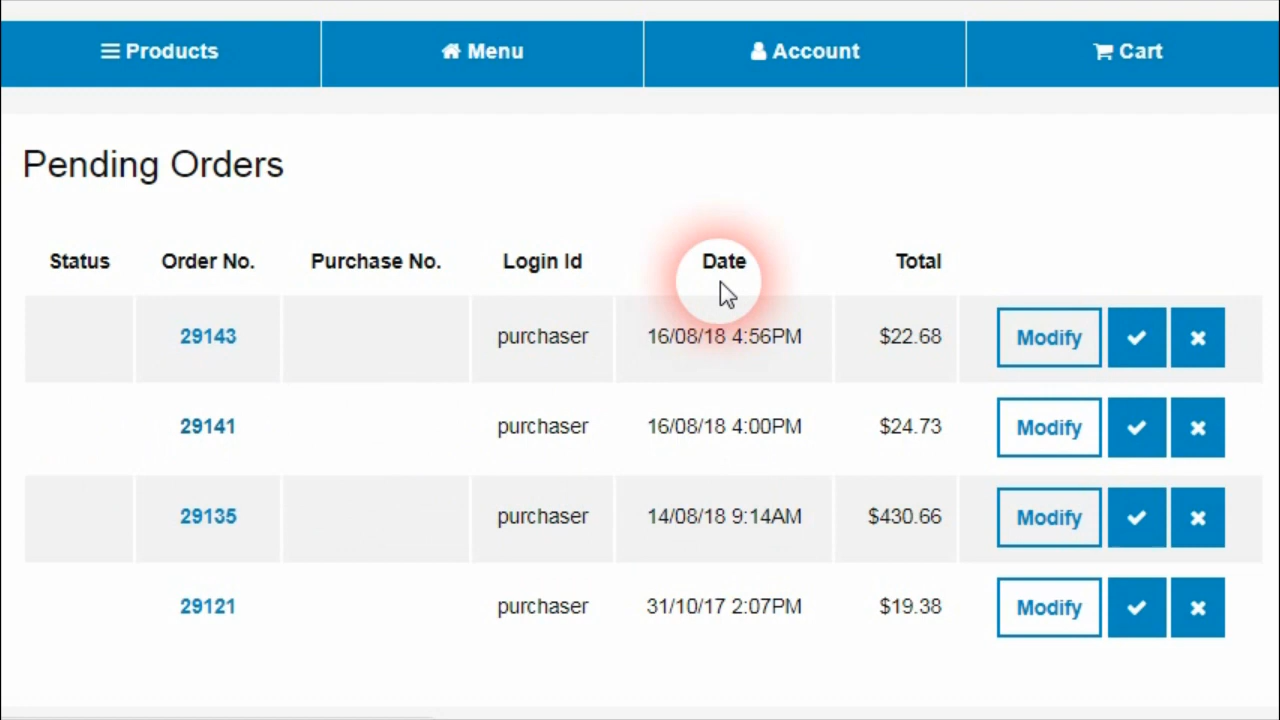 Products Menu Account Cart
Pending Orders
Status Order No. Purchase No. Login Id Date Total
29143 purchaser 16/08/18 4:56PM $22.68 Modify
29141 purchaser 16/08/18 4:00PM $24.73 Modify
29135 purchaser 14/08/18 9:14AM $430.66 Modify
29121 purchaser 31/10/17 2:07PM $19.38 Modify